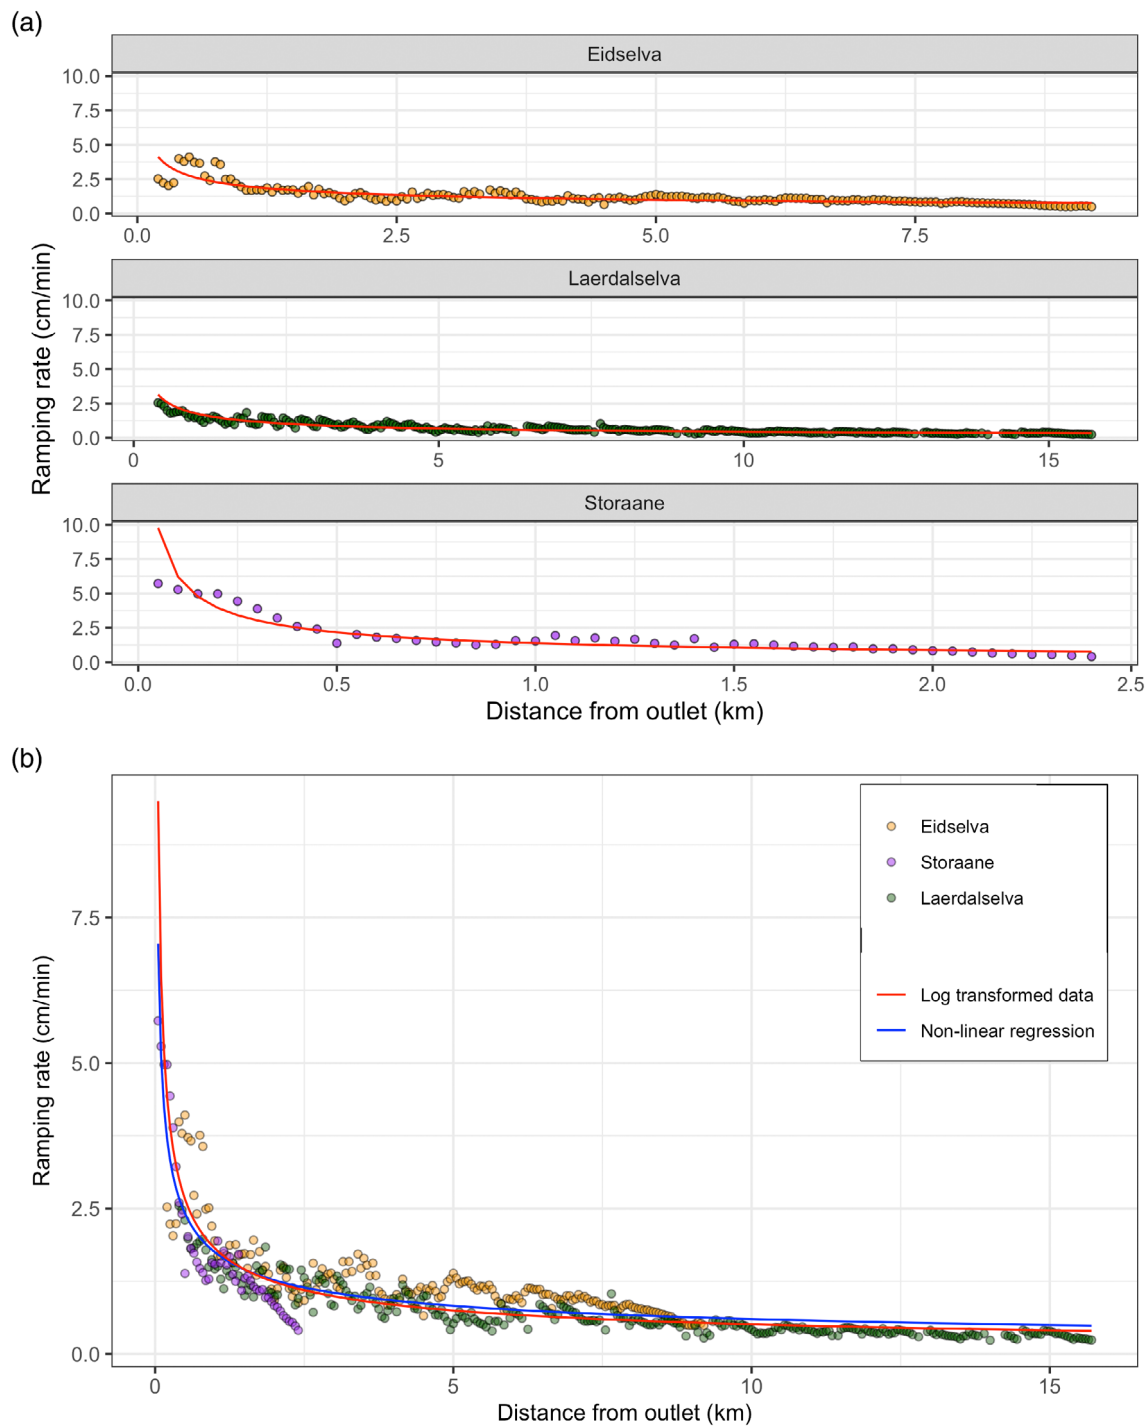 (a)
Eidselva
10.0
7.5
5.0
2.5
0.0
0.0 2.5 5.0 7.5
Laerdalselva
10.0
7.5
5.0
2.5
0.0
0 5 10 15
Ramping rate (cm/min)
Storaane
10.0
7.5
5.0
2.5
0.0
0.0 0.5 1.0 1.5 2.0 2.5
Distance from outlet (km)
(b)
Eidselva
Storaane
Laerdalselva
Log transformed data
Non-linear regression
7.5
5.0
2.5
0.0
Ramping rate (cm/min)
0 5 10 15
Distance from outlet (km)